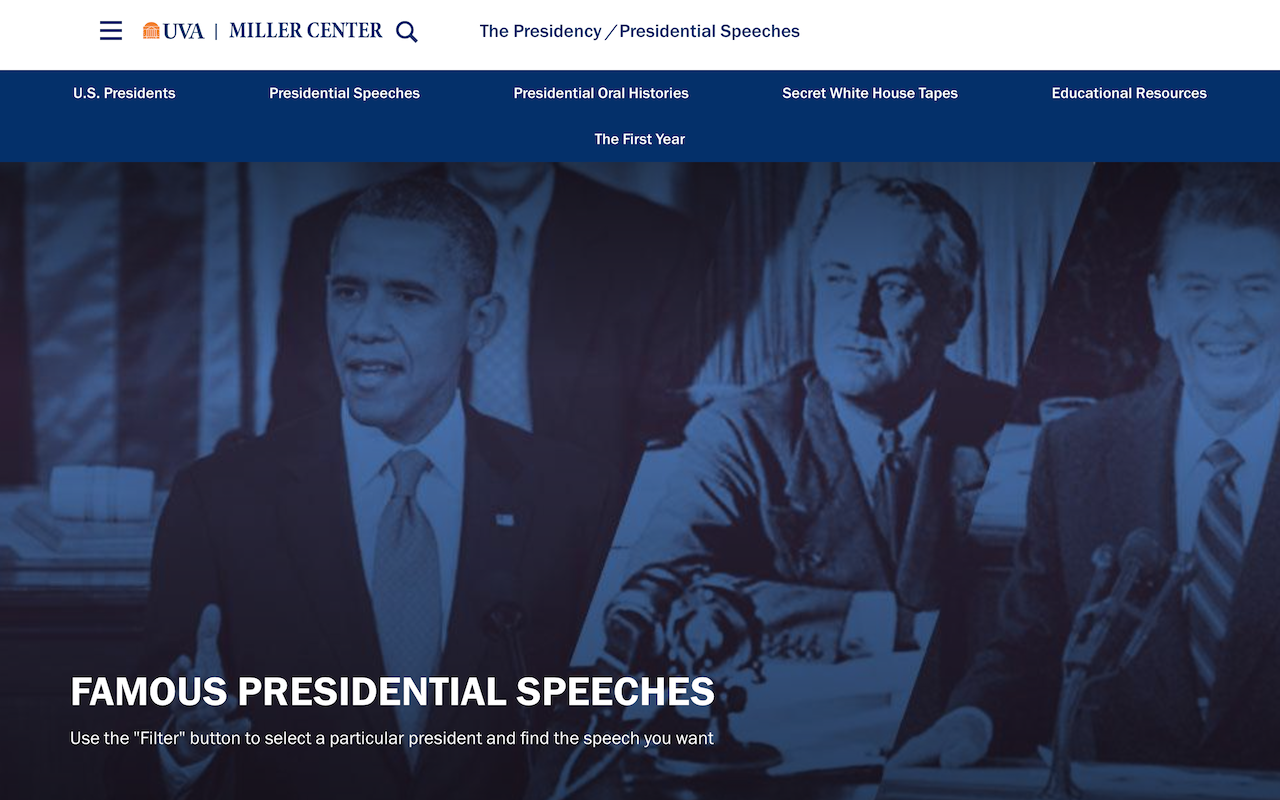 UVA | MILLER CENTER
The Presidency / Presidential Speeches
U.S. Presidents
Presidential Speeches
Presidential Oral Histories
Secret White House Tapes
Educational Resources
The First Year
FAMOUS PRESIDENTIAL SPEECHES
Use the "Filter" button to select a particular president and find the speech you want